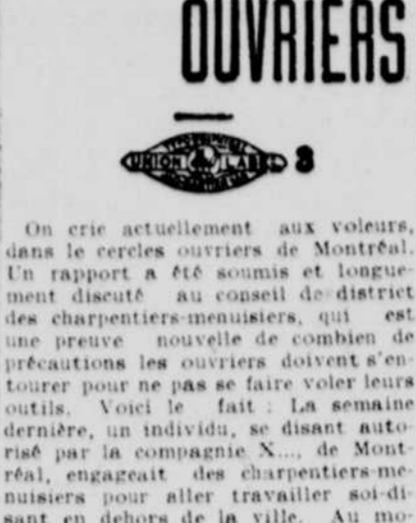 OUVRIERS
UNION LABEL 3
On crie actuellement aux voleurs,
dans le cercles ouvriers de Montréal.
Un rapport a été soumis et longue-
ment discuté au conseil de district
des charpentiers-menuisiers, qui est
une preuve nouvelle de combien de
précautions les ouvriers doivent s'en-
tourer pour ne pas se faire voler leurs
outils. Voici le fait : La semaine
dernière, un individu, se disant auto-
risé par la compagnie X..., de Mont-
réal, engageait des charpentiers-me-
nuisiers pour aller travailler soi-di-
sant en dehors de la ville. Au mo-